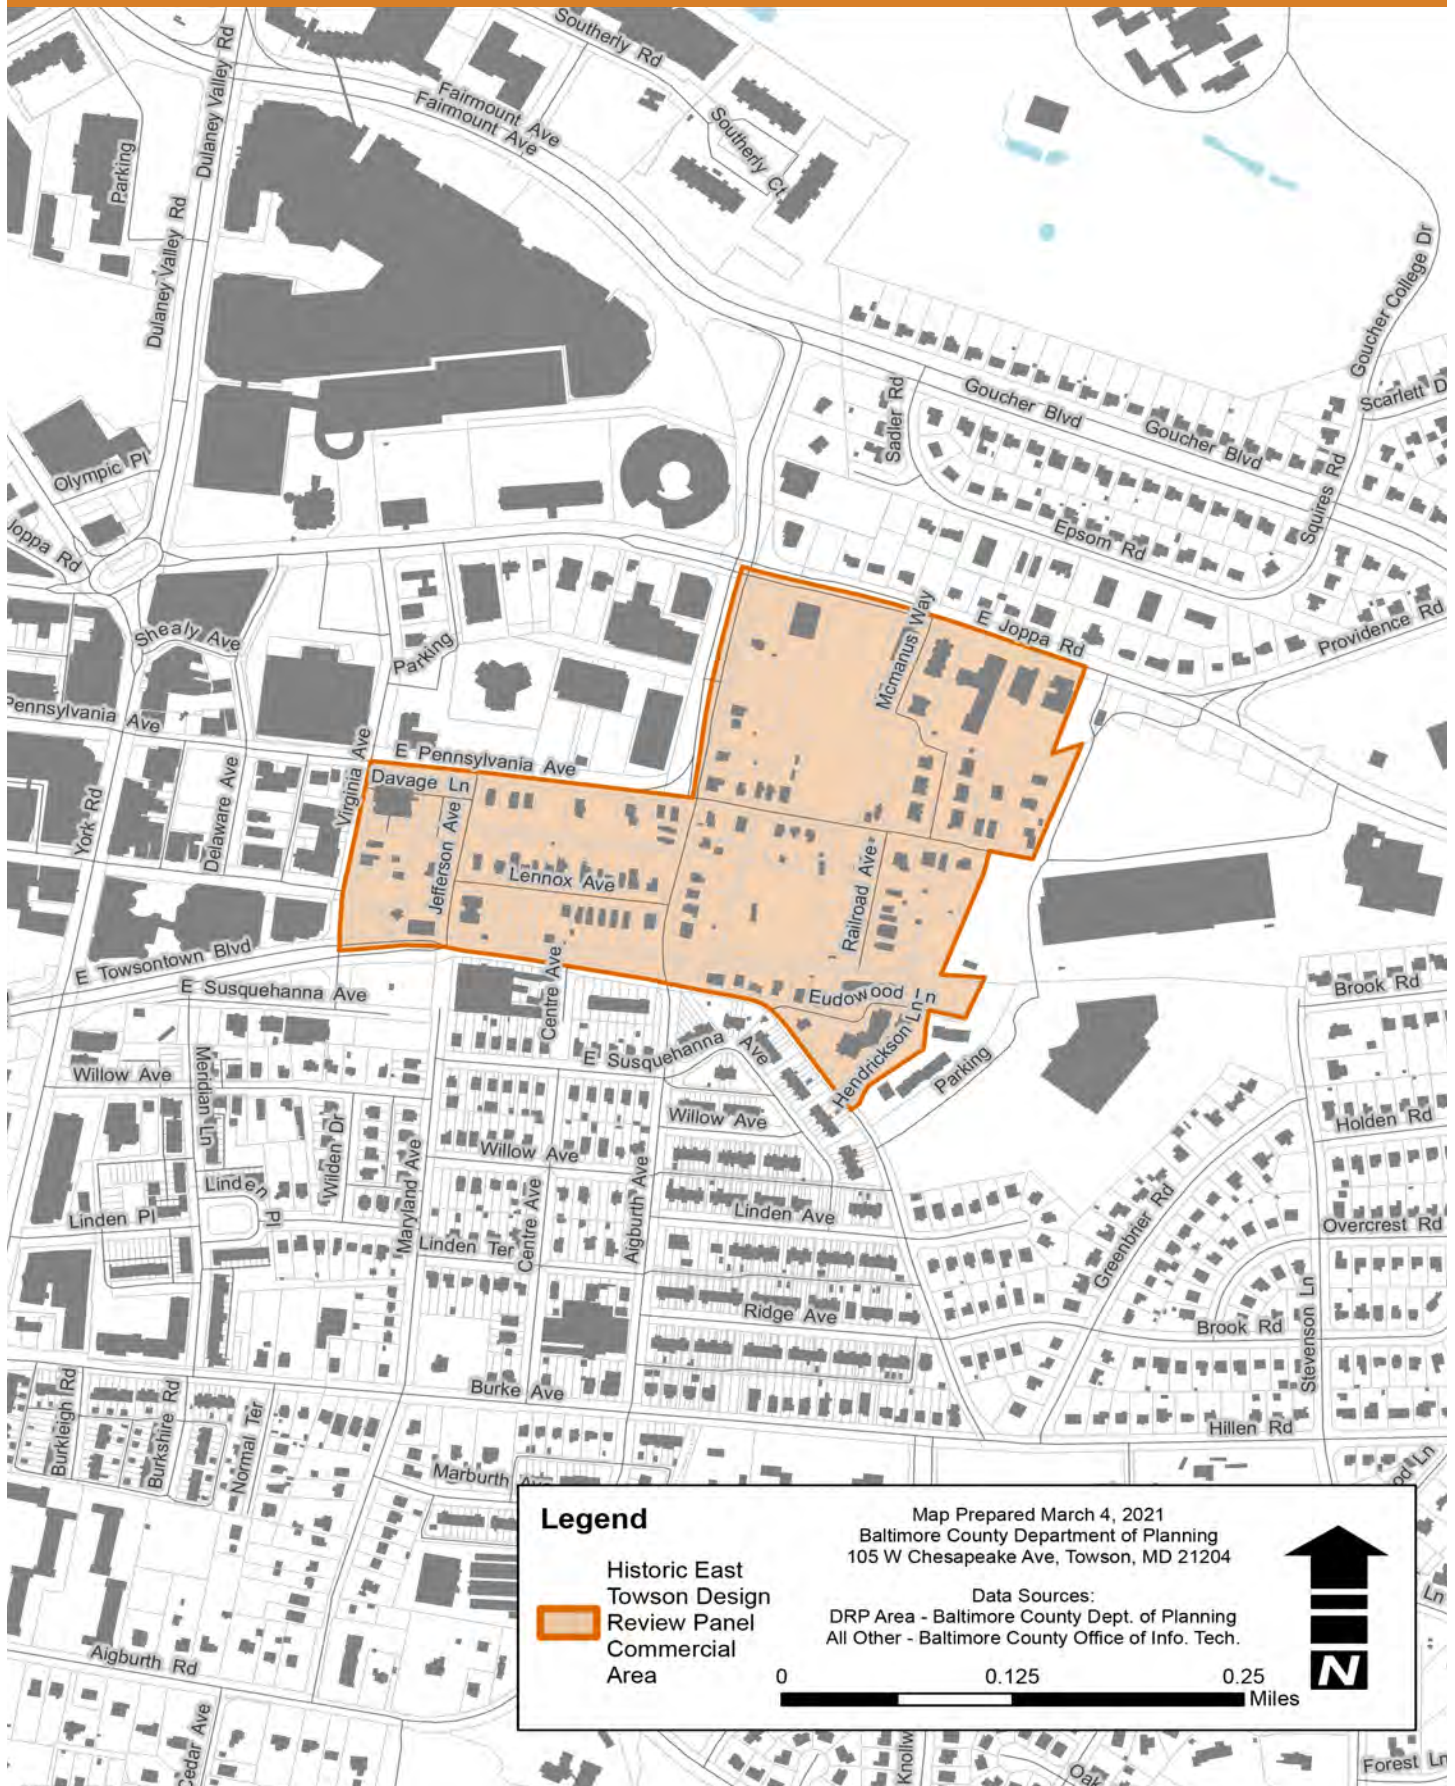 Southerly Rd
Dulaney Valley Rd
Fairmount Ave
Fairmount Ave
Parking
Southerly Ct
Dulaney Valley Rd
Goucher College Dr
Sadler Rd
Goucher Blvd
Scarlett D
Goucher Blvd
Olympic Pl
Squires Rd
Joppa Rd
Epsom Rd
Mcmanus Way
E Joppa Rd
Providence Rd
Shealy Ave
Parking
Pennsylvania Ave
Virginia Ave
E Pennsylvania Ave
Davage Ln
York Rd
Delaware Ave
Jefferson Ave
Lennox Ave
Railroad Ave
E Towsontown Blvd
E Susquehanna Ave
Centre Ave
Eudowood Ln
Brook Rd
E Susquehanna Ave
Hendrickson Ln
Parking
Willow Ave
Meridian Ln
Wilden Dr
Willow Ave
Holden Rd
Maryland Ave
Willow Ave
Linden Pl
Linden Pl
Centre Ave
Aigburth Ave
Linden Ave
Greenbrier Rd
Overcrest Rd
Linden Ter
Ridge Ave
Brook Rd
Stevenson Ln
Burke Ave
Hillen Rd
Burkleigh Rd
Burkshire Rd
Normal Ter
Marburth Ave
od Ln
Ln
Aigburth Rd
Cedar Ave
Knollw
Oak
Forest Ln
Legend
Historic East
Towson Design
Review Panel
Commercial
Area
Map Prepared March 4, 2021
Baltimore County Department of Planning
105 W Chesapeake Ave, Towson, MD 21204
Data Sources:
DRP Area - Baltimore County Dept. of Planning
All Other - Baltimore County Office of Info. Tech.
0 0.125 0.25
Miles
N